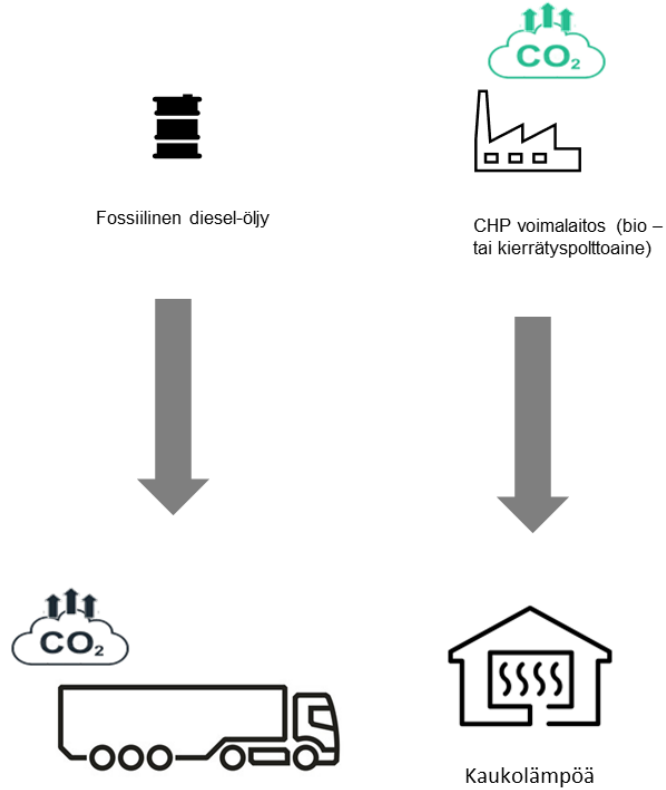 CO₂
Fossiilinen diesel-öljy
CHP voimalaitos (bio –
tai kierrätyspolttoaine)
CO₂
Kaukolämpöä